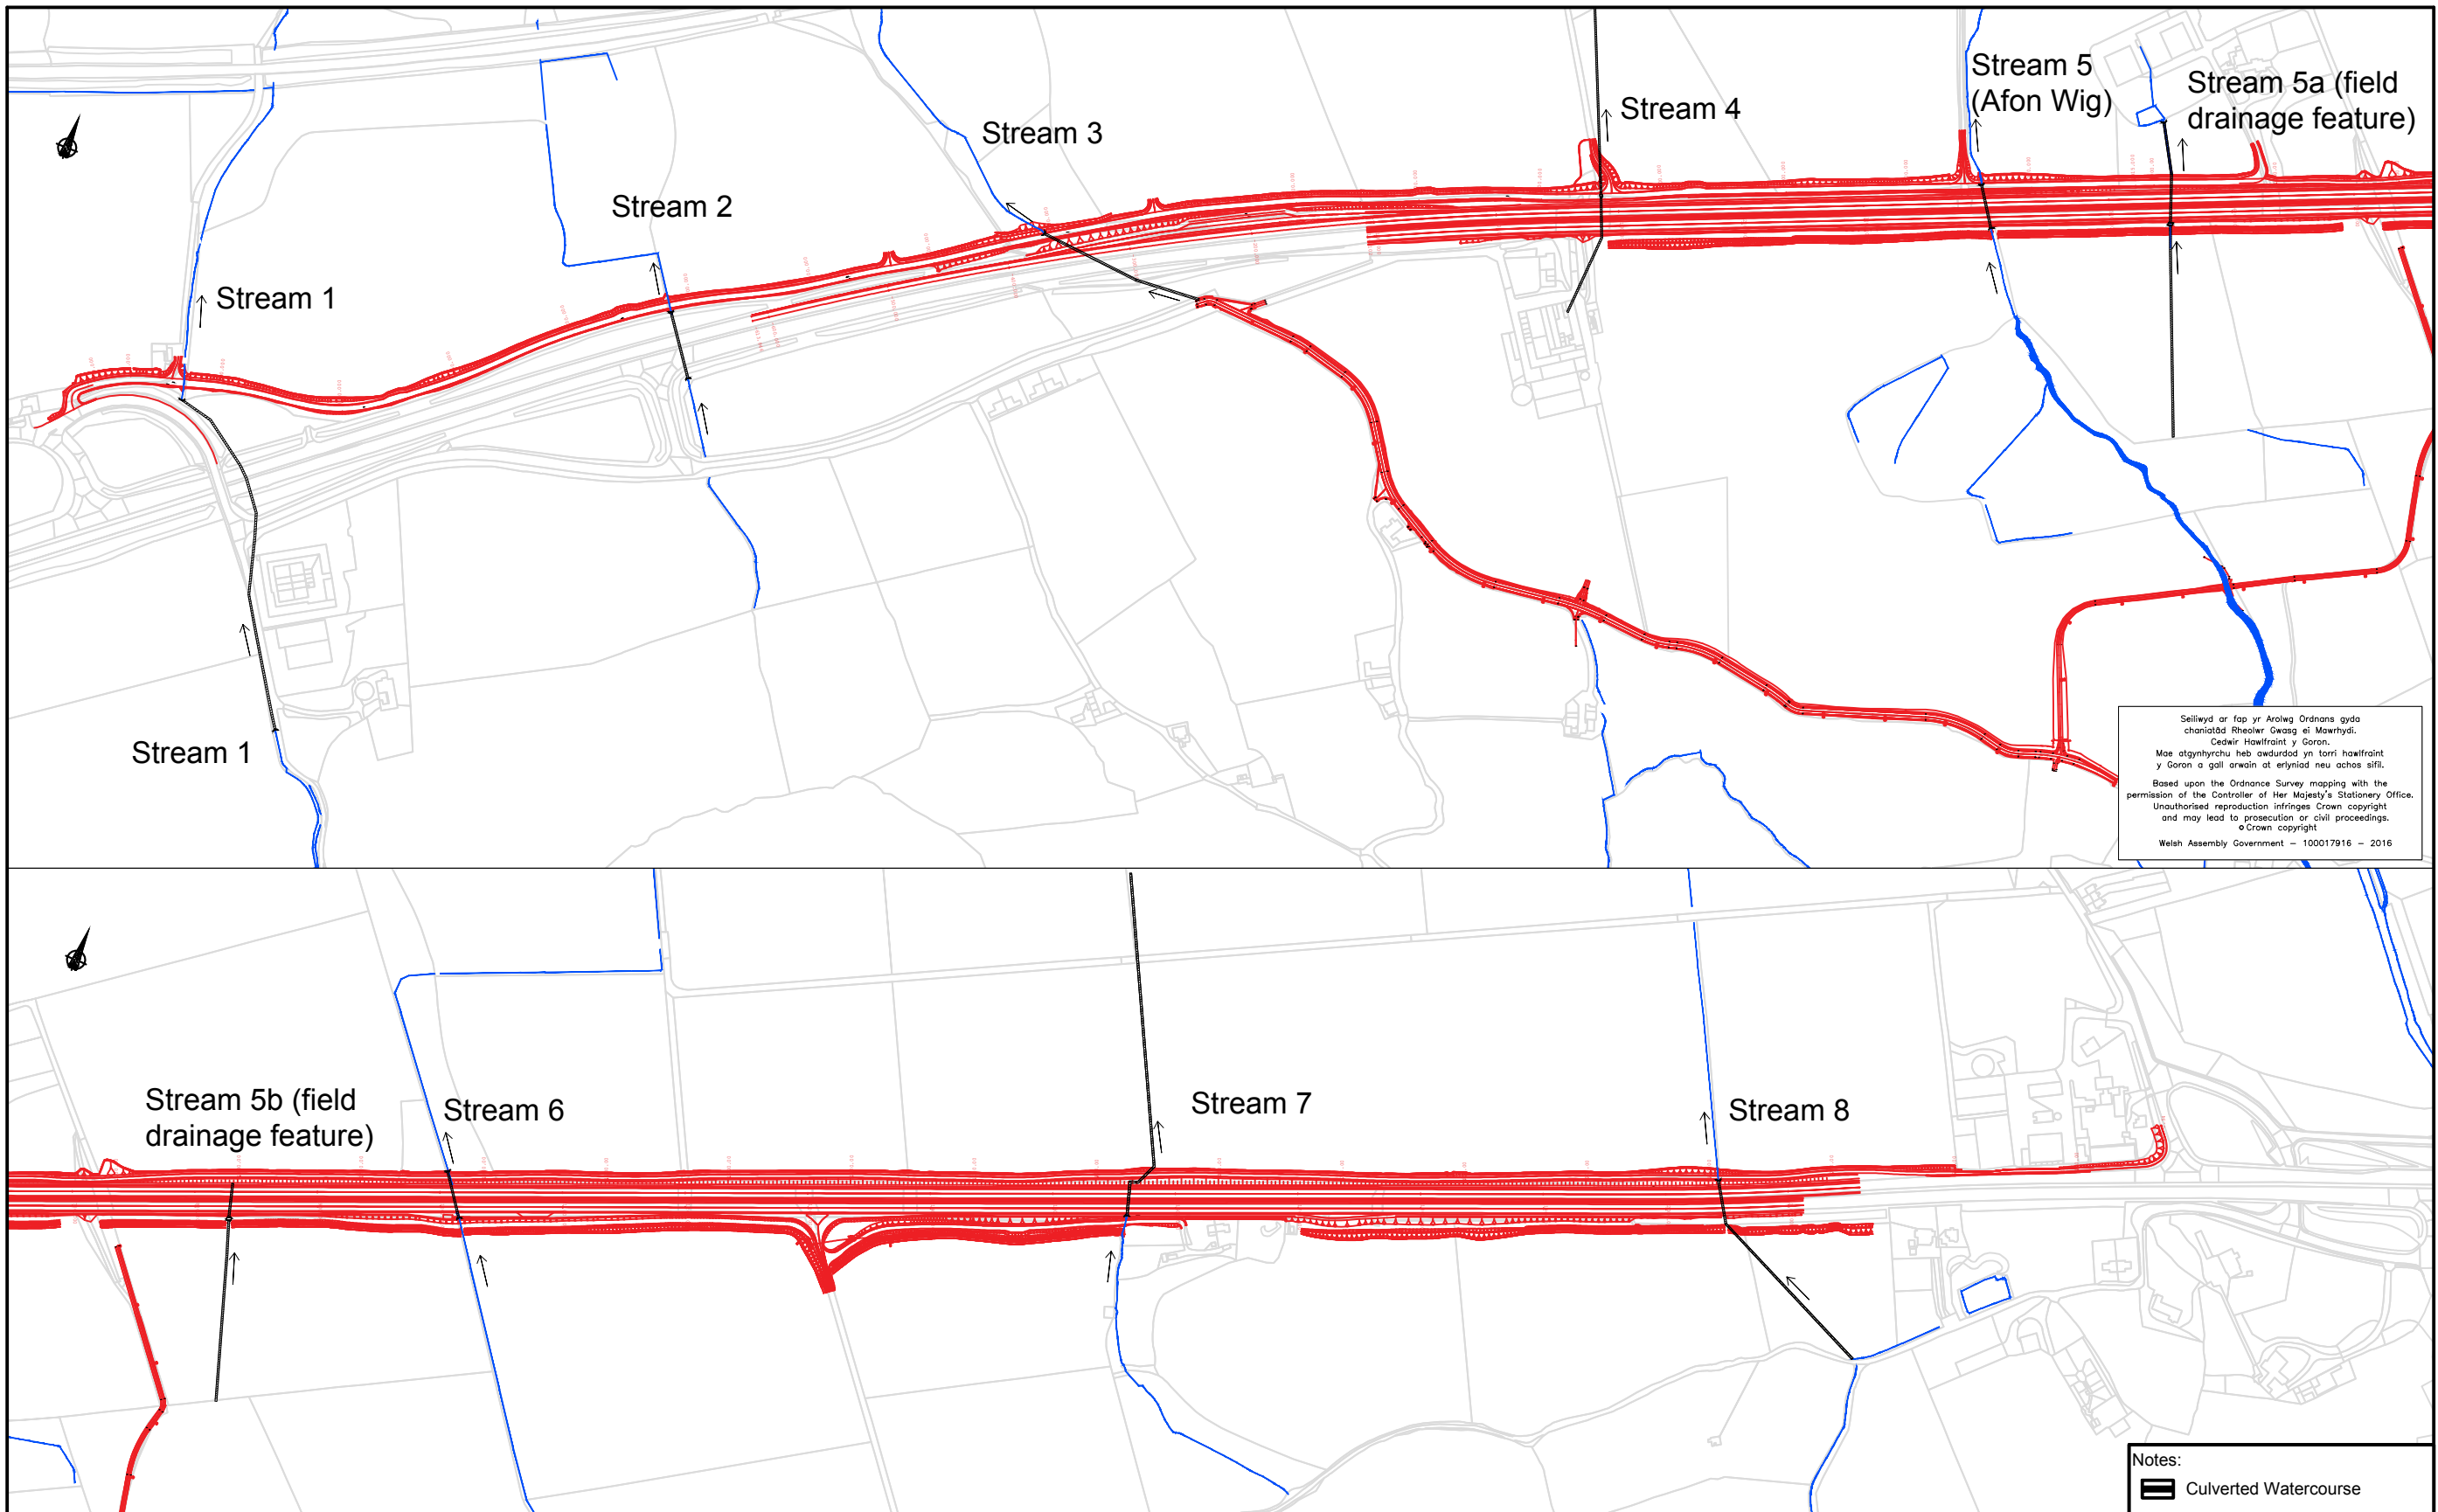 Stream 5
(Afon Wig)
Stream 5a (field
drainage feature)
Stream 4
Stream 3
Stream 2
Stream 1
Stream 1
Seiliwyd ar fap yr Arolwg Ordnans gyda
chaniatâd Rheolwr Gwasg ei Mawrhydi.
Cedwir Hawlfraint y Goron.
Mae atgynhyrchu heb awdurdod yn torri hawlfraint
y Goron a gall arwain at erlyniad neu achos sifil.
Based upon the Ordnance Survey mapping with the
permission of the Controller of Her Majesty's Stationery Office.
Unauthorised reproduction infringes Crown copyright
and may lead to prosecution or civil proceedings.
© Crown copyright
Welsh Assembly Government – 100017916 – 2016
Stream 5b (field
drainage feature)
Stream 6
Stream 7
Stream 8
Notes:
Culverted Watercourse